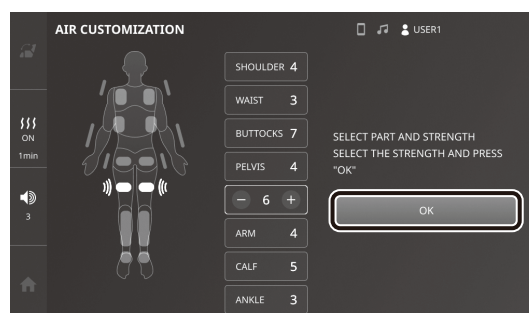 AIR CUSTOMIZATION
USER1
ON
1min
3
SHOULDER 4
WAIST 3
BUTTOCKS 7
PELVIS 4
− 6 +
ARM 4
CALF 5
ANKLE 3
SELECT PART AND STRENGTH
SELECT THE STRENGTH AND PRESS
"OK"
OK